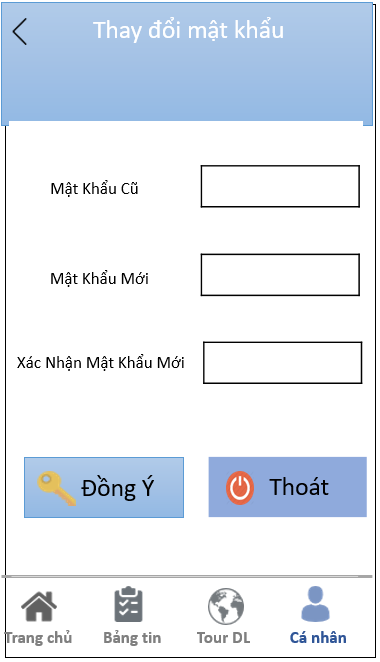 Thay đổi mật khẩu
Mật Khẩu Cũ
Mật Khẩu Mới
Xác Nhận Mật Khẩu Mới
Đồng Ý
Thoát
Trang chủ
Bảng tin
Tour DL
Cá nhân